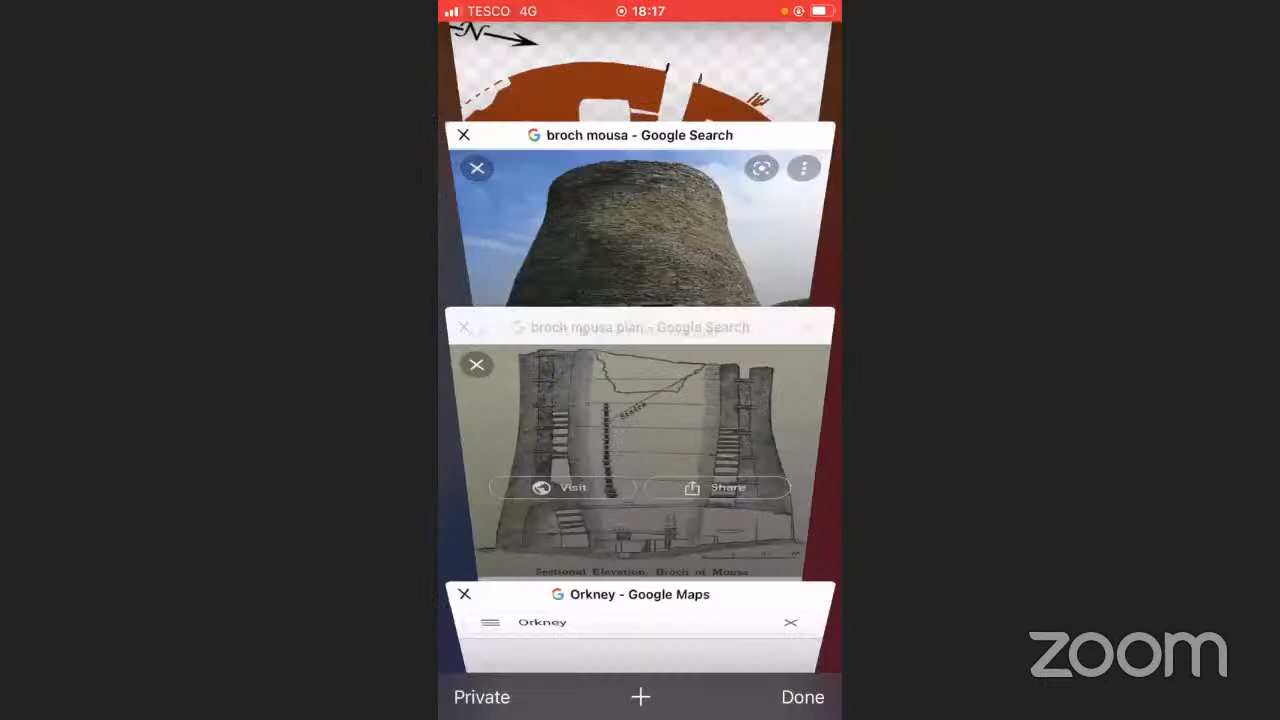 TESCO 4G 18:17
N
broch mousa - Google Search
broch mousa plan - Google Search
Stairs
Visit Share
Sectional Elevation, Broch of Mousa
Orkney - Google Maps
Orkney
Private Done
zoom